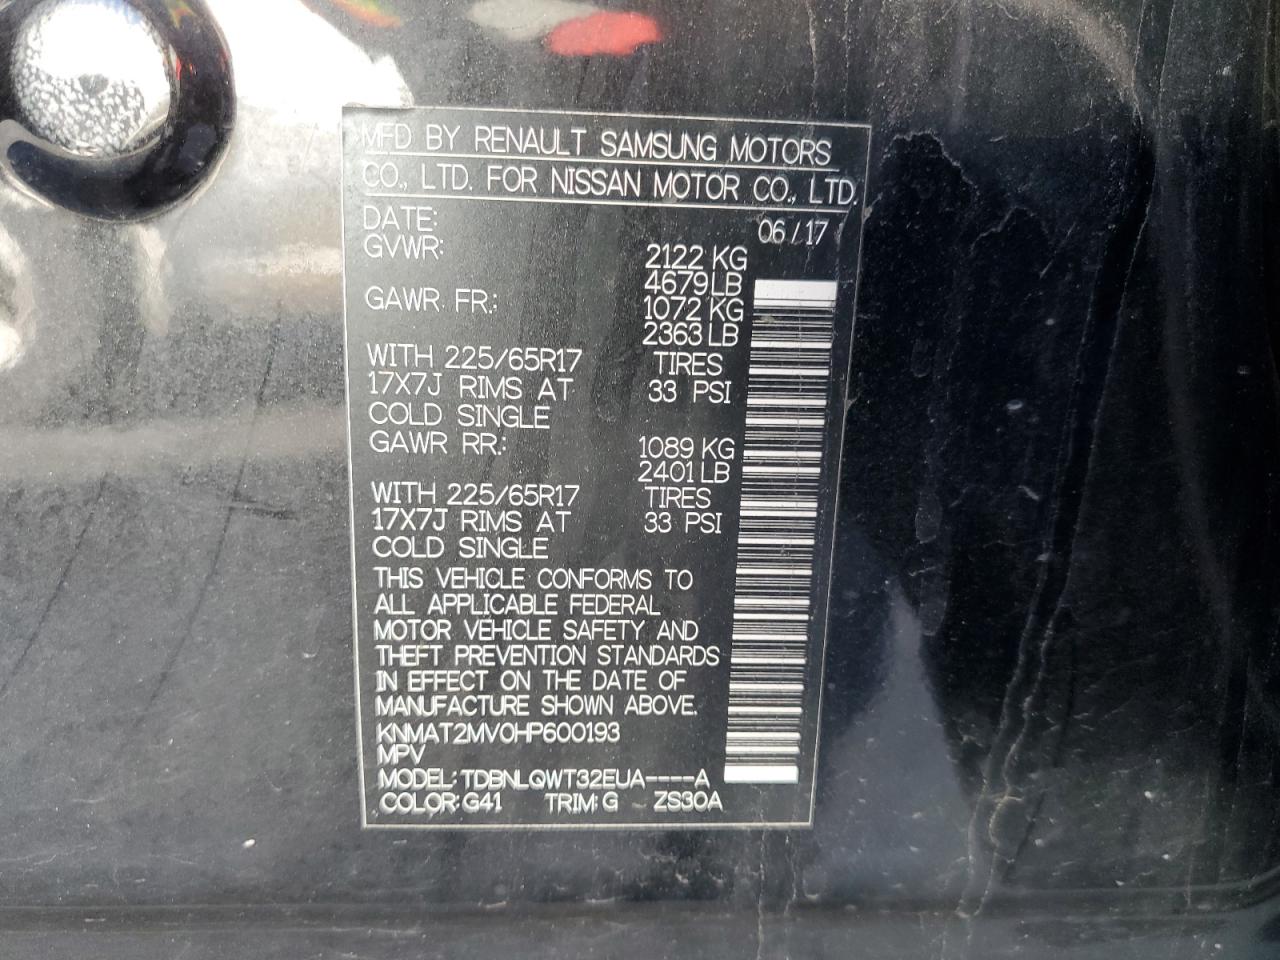 MFD BY RENAULT SAMSUNG MOTORS
CO., LTD. FOR NISSAN MOTOR CO., LTD.
DATE: 06/17
GVWR: 2122 KG
4679 LB
GAWR FR.: 1072 KG
2363 LB
WITH 225/65R17 TIRES
17X7J RIMS AT 33 PSI
COLD SINGLE
GAWR RR.: 1089 KG
2401 LB
WITH 225/65R17 TIRES
17X7J RIMS AT 33 PSI
COLD SINGLE
THIS VEHICLE CONFORMS TO
ALL APPLICABLE FEDERAL
MOTOR VEHICLE SAFETY AND
THEFT PREVENTION STANDARDS
IN EFFECT ON THE DATE OF
MANUFACTURE SHOWN ABOVE.
KNMAT2MV0HP600193
MPV
MODEL: TDBNLQWT32EUA----A
COLOR: G41 TRIM: G ZS30A